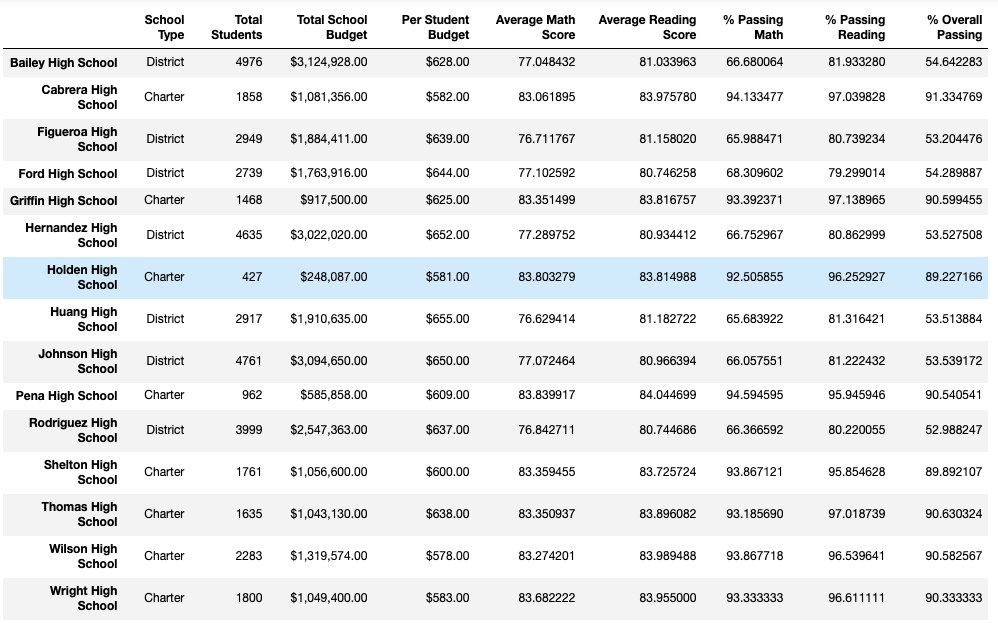 School Type Total Students Total School Budget Per Student Budget Average Math Score Average Reading Score % Passing Math % Passing Reading % Overall Passing
Bailey High School District 4976 $3,124,928.00 $628.00 77.048432 81.033963 66.680064 81.933280 54.642283
Cabrera High School Charter 1858 $1,081,356.00 $582.00 83.061895 83.975780 94.133477 97.039828 91.334769
Figueroa High School District 2949 $1,884,411.00 $639.00 76.711767 81.158020 65.988471 80.739234 53.204476
Ford High School District 2739 $1,763,916.00 $644.00 77.102592 80.746258 68.309602 79.299014 54.289887
Griffin High School Charter 1468 $917,500.00 $625.00 83.351499 83.816757 93.392371 97.138965 90.599455
Hernandez High School District 4635 $3,022,020.00 $652.00 77.289752 80.934412 66.752967 80.862999 53.527508
Holden High School Charter 427 $248,087.00 $581.00 83.803279 83.814988 92.505855 96.252927 89.227166
Huang High School District 2917 $1,910,635.00 $655.00 76.629414 81.182722 65.683922 81.316421 53.513884
Johnson High School District 4761 $3,094,650.00 $650.00 77.072464 80.966394 66.057551 81.222432 53.539172
Pena High School Charter 962 $585,858.00 $609.00 83.839917 84.044699 94.594595 95.945946 90.540541
Rodriguez High School District 3999 $2,547,363.00 $637.00 76.842711 80.744686 66.366592 80.220055 52.988247
Shelton High School Charter 1761 $1,056,600.00 $600.00 83.359455 83.725724 93.867121 95.854628 89.892107
Thomas High School Charter 1635 $1,043,130.00 $638.00 83.350937 83.896082 93.185690 97.018739 90.630324
Wilson High School Charter 2283 $1,319,574.00 $578.00 83.274201 83.989488 93.867718 96.539641 90.582567
Wright High School Charter 1800 $1,049,400.00 $583.00 83.682222 83.955000 93.333333 96.611111 90.333333